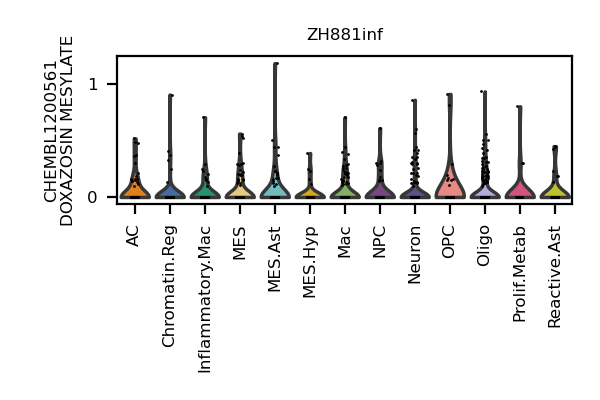 ZH881inf
CHEMBL1200561
DOXAZOSIN MESYLATE
1
0
AC
Chromatin.Reg
Inflammatory.Mac
MES
MES.Ast
MES.Hyp
Mac
NPC
Neuron
OPC
Oligo
Prolif.Metab
Reactive.Ast